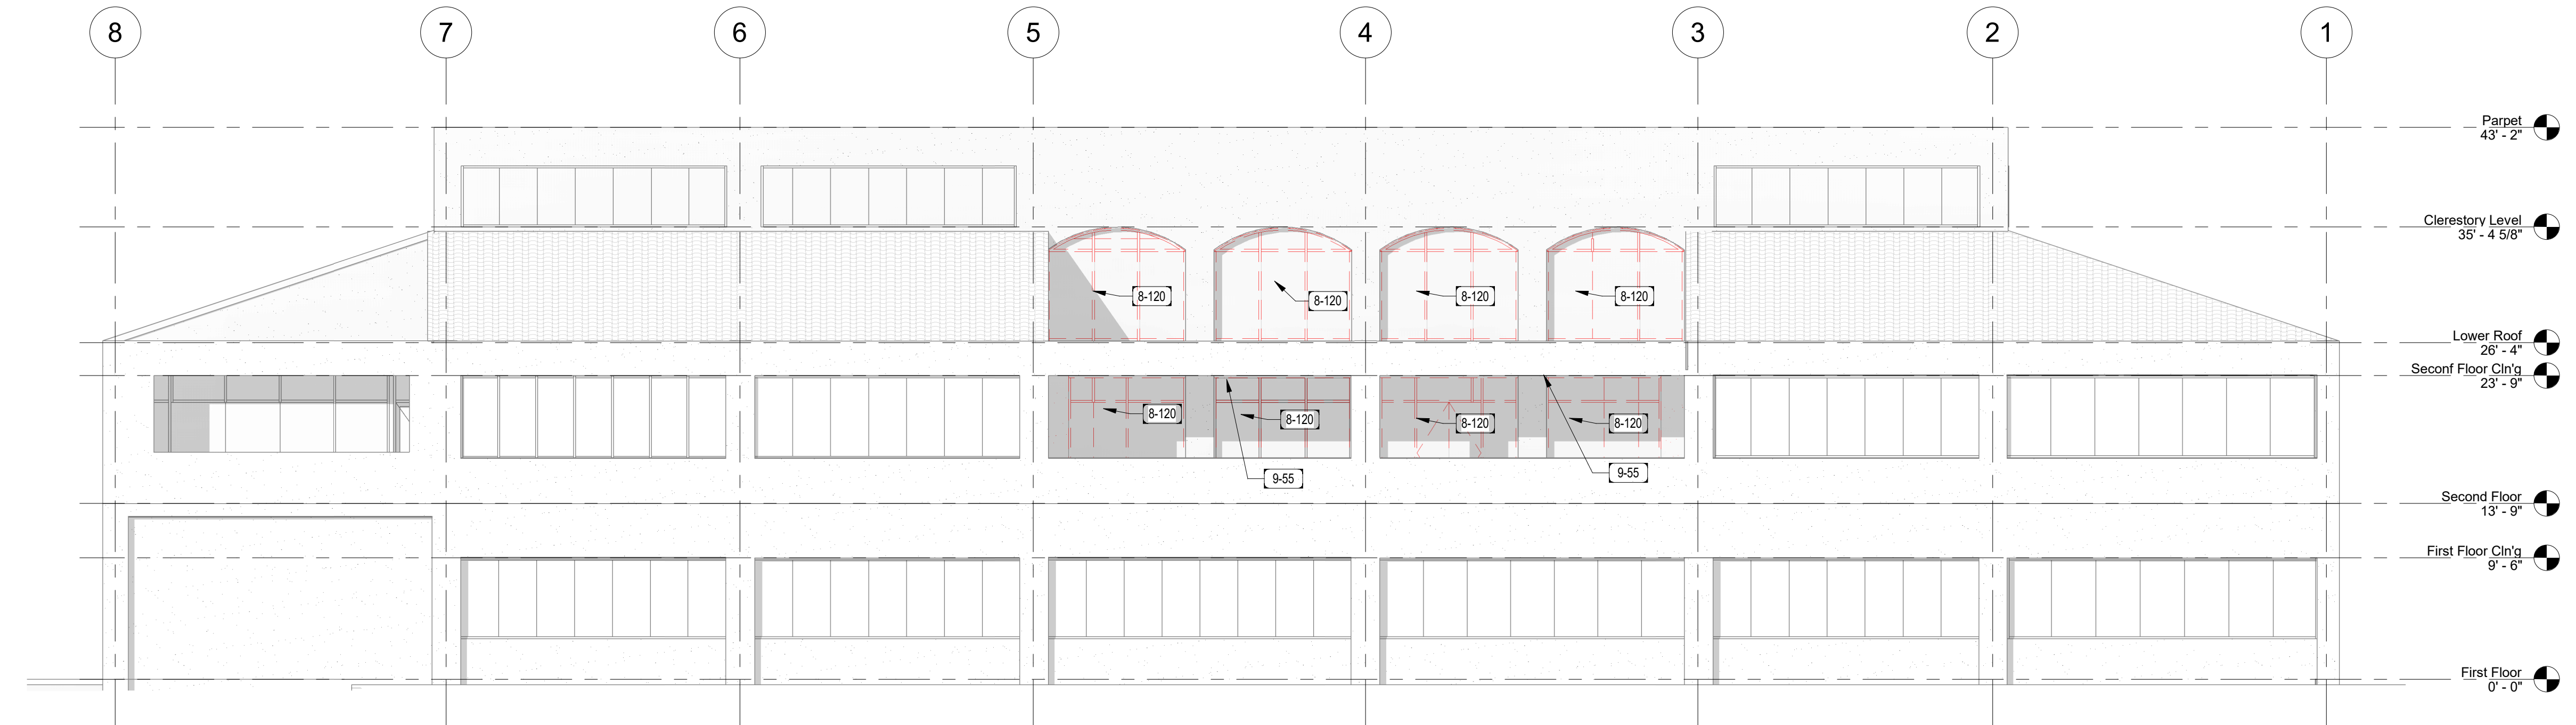 8
7
6
5
4
3
2
1
Parpet
43' - 2"
Clerestory Level
35' - 4 5/8"
8-120
8-120
8-120
8-120
Lower Roof
26' - 4"
Seconf Floor Cln'g
23' - 9"
8-120
8-120
8-120
8-120
9-55
9-55
Second Floor
13' - 9"
First Floor Cln'g
9' - 6"
First Floor
0' - 0"